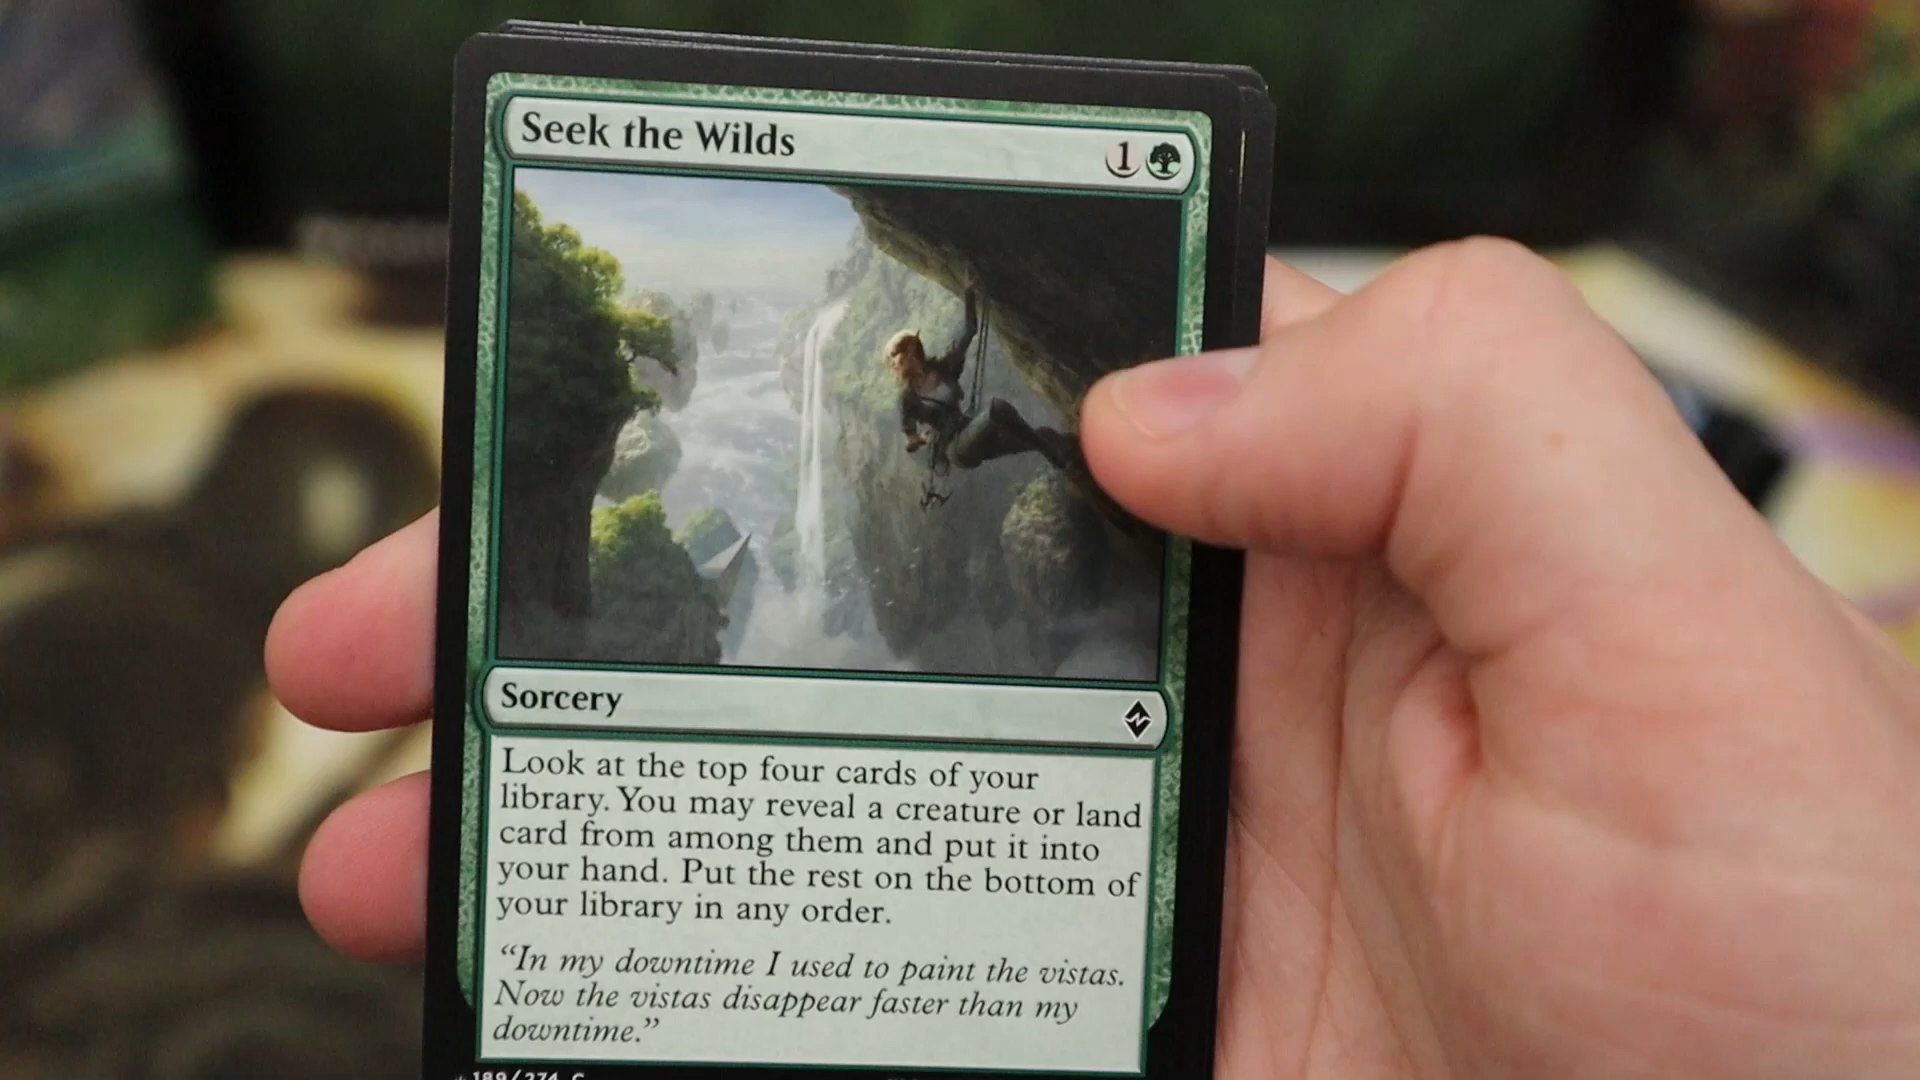 Seek the Wilds 1
Sorcery
Look at the top four cards of your
library. You may reveal a creature or land
card from among them and put it into
your hand. Put the rest on the bottom of
your library in any order.
“In my downtime I used to paint the vistas.
Now the vistas disappear faster than my
downtime.”
189/274 C